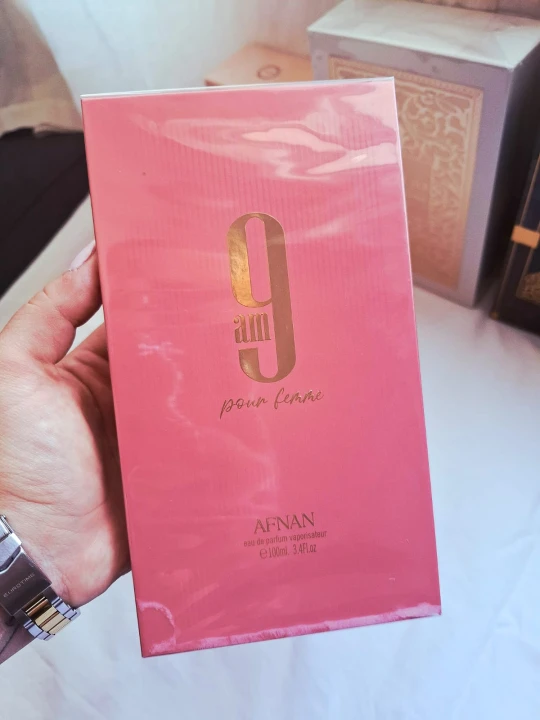 9
am
pour femme
AFNAN
eau de parfum vaporisateur
℮100ml. 3.4Fl.oz